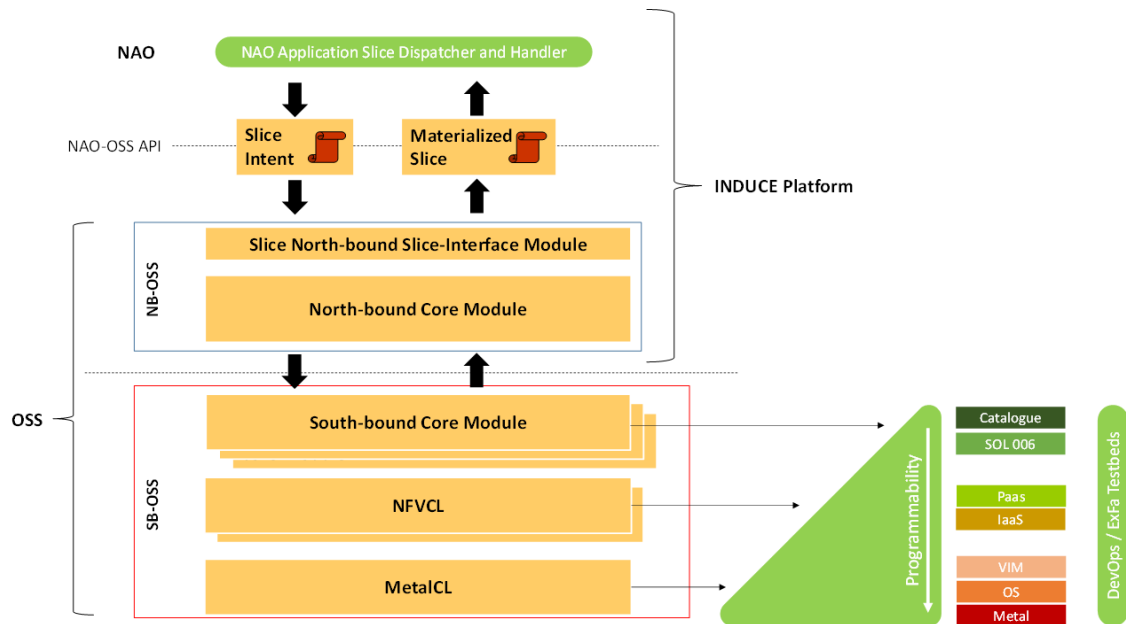 NAO
NAO Application Slice Dispatcher and Handler
Slice
Intent
Materialized
Slice
NAO-OSS API
INDUCE Platform
NB-OSS
Slice North-bound Slice-Interface Module
North-bound Core Module
OSS
SB-OSS
South-bound Core Module
NFVCL
MetalCL
Programmability
Catalogue
SOL 006
Paas
IaaS
VIM
OS
Metal
DevOps / ExFa Testbeds